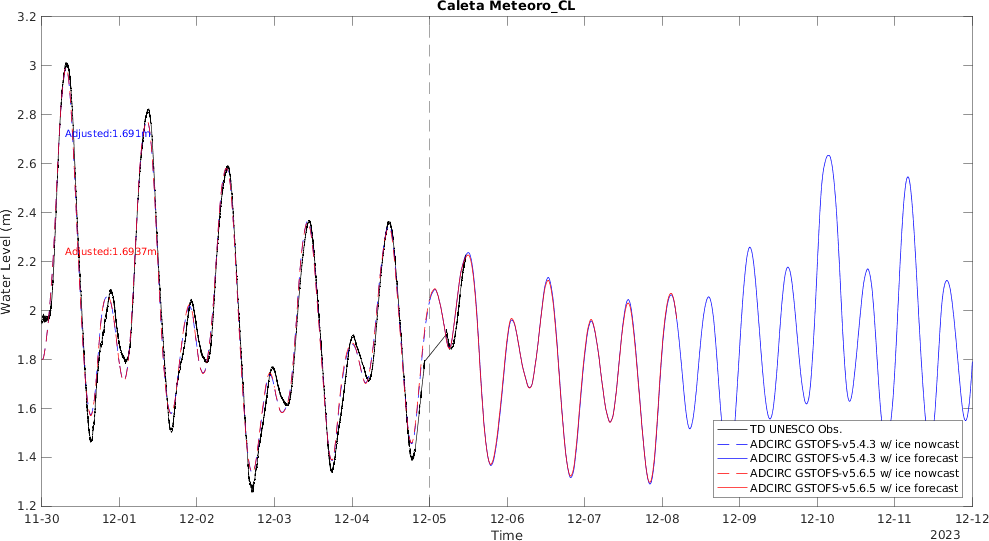 Caleta Meteoro_CL
3.2
3
2.8
2.6
2.4
2.2
2
1.8
1.6
1.4
1.2
Water Level (m)
Adjusted:1.691m
Adjusted:1.6937m
TD UNESCO Obs.
ADCIRC GSTOFS-v5.4.3 w/ ice nowcast
ADCIRC GSTOFS-v5.4.3 w/ ice forecast
ADCIRC GSTOFS-v5.6.5 w/ ice nowcast
ADCIRC GSTOFS-v5.6.5 w/ ice forecast
11-30 12-01 12-02 12-03 12-04 12-05 12-06 12-07 12-08 12-09 12-10 12-11 12-12
Time
2023